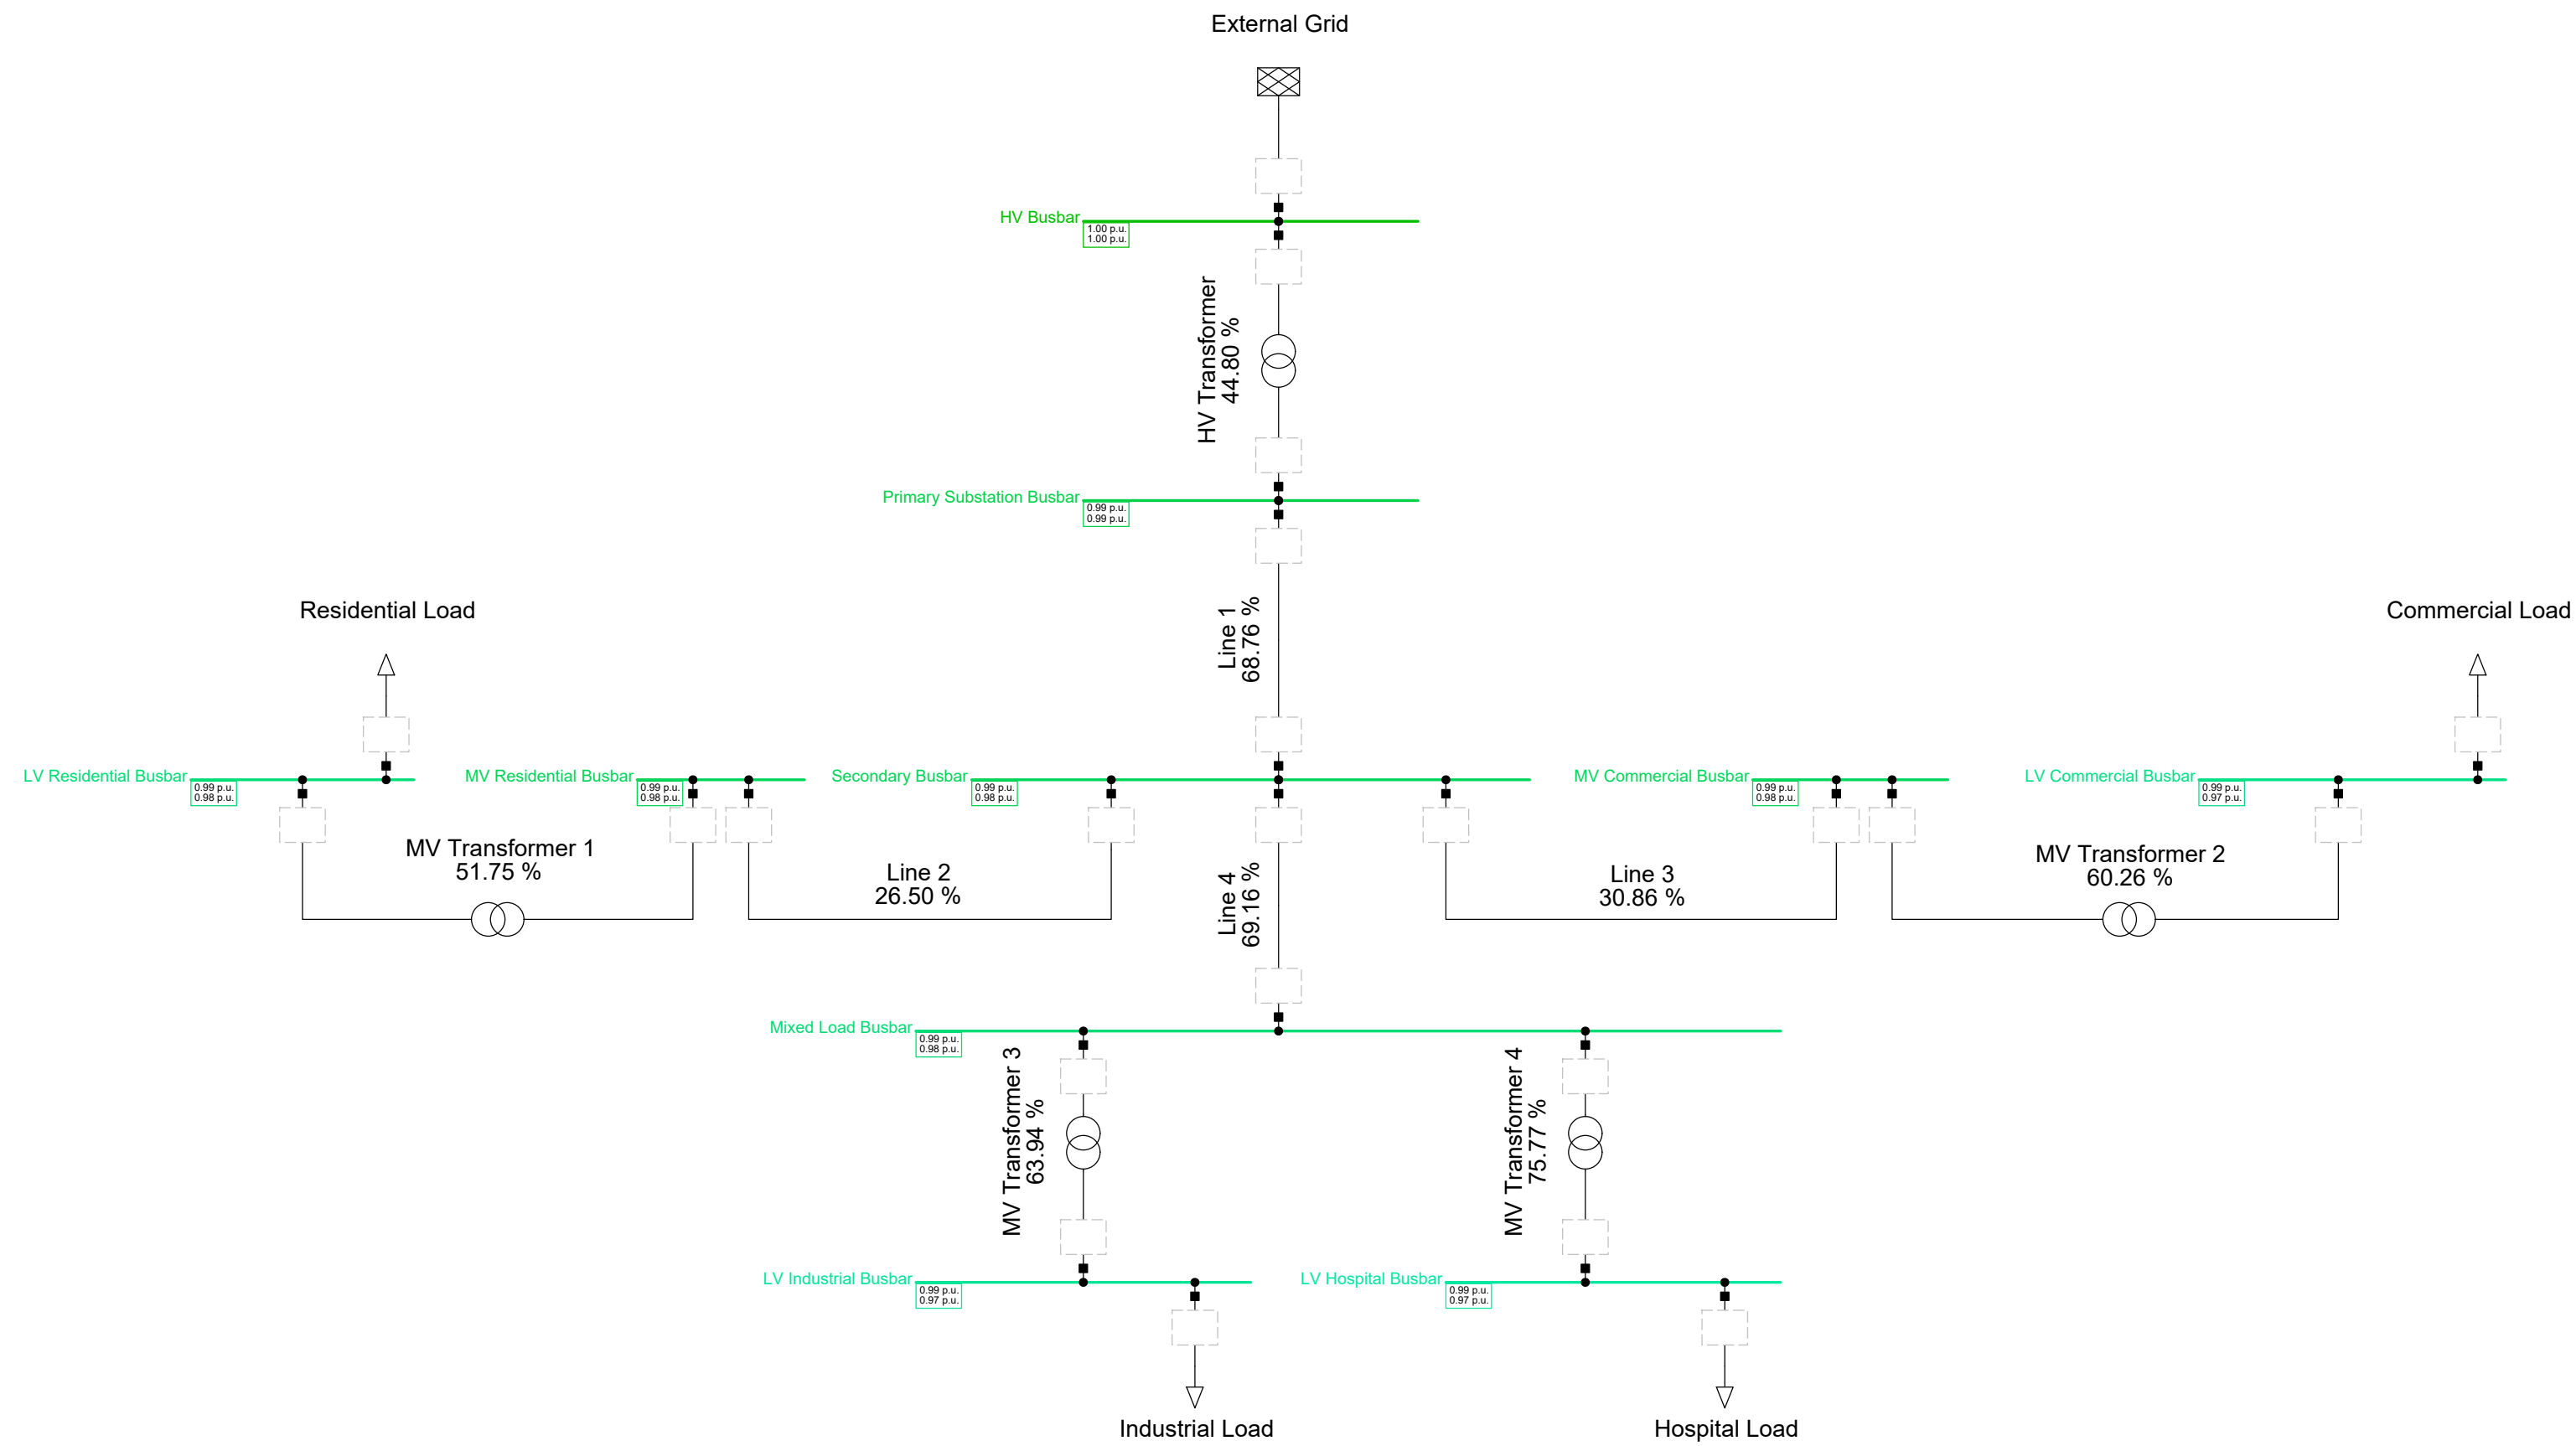 External Grid
HV Busbar
1.00 p.u.
1.00 p.u.
HV Transformer
44.80 %
Primary Substation Busbar
0.99 p.u.
0.99 p.u.
Line 1
68.76 %
Residential Load
Commercial Load
LV Residential Busbar
0.99 p.u.
0.98 p.u.
MV Residential Busbar
0.99 p.u.
0.98 p.u.
Secondary Busbar
0.99 p.u.
0.98 p.u.
MV Commercial Busbar
0.99 p.u.
0.98 p.u.
LV Commercial Busbar
0.99 p.u.
0.97 p.u.
MV Transformer 1
51.75 %
Line 2
26.50 %
Line 4
69.16 %
Line 3
30.86 %
MV Transformer 2
60.26 %
Mixed Load Busbar
0.99 p.u.
0.98 p.u.
MV Transformer 3
63.94 %
MV Transformer 4
75.77 %
LV Industrial Busbar
0.99 p.u.
0.97 p.u.
LV Hospital Busbar
0.99 p.u.
0.97 p.u.
Industrial Load
Hospital Load